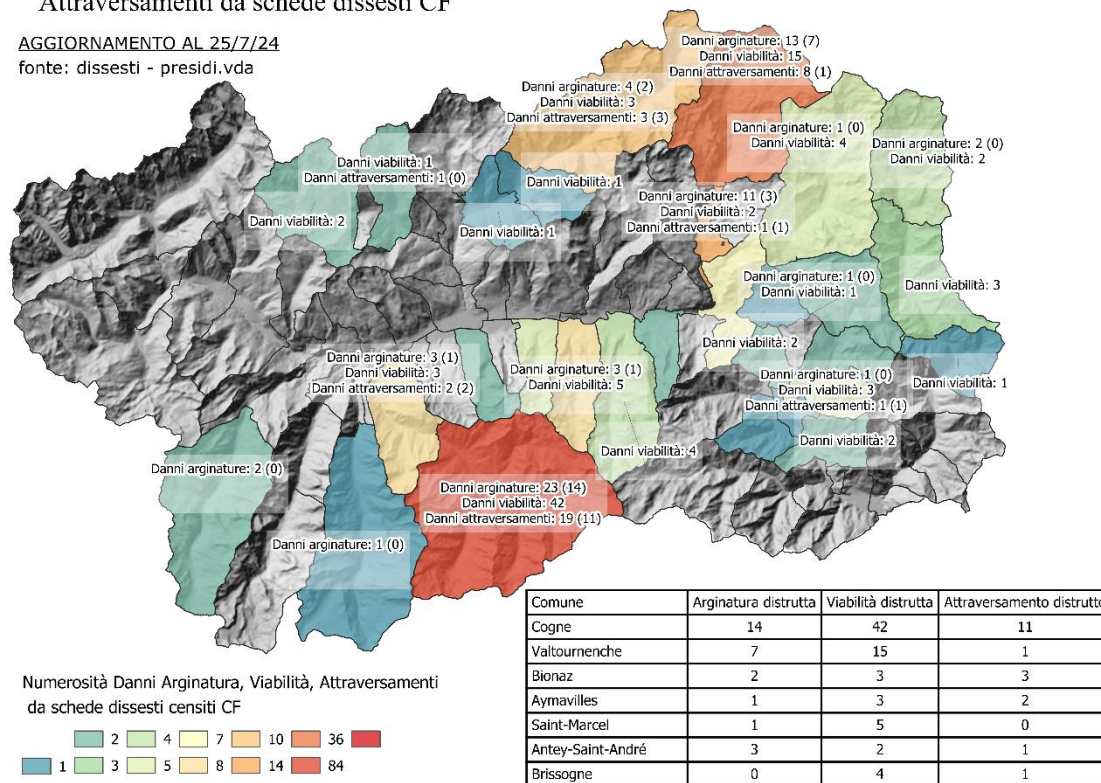 Attraversamenti da schede dissesti CF
AGGIORNAMENTO AL 25/7/24
fonte: dissesti - presidi.vda
Danni arginature: 13 (7)
Danni viabilità: 15
Danni attraversamenti: 8 (1)
Danni arginature: 4 (2)
Danni viabilità: 3
Danni attraversamenti: 3 (3)
Danni arginature: 1 (0)
Danni viabilità: 4
Danni arginature: 2 (0)
Danni viabilità: 2
Danni viabilità: 1
Danni attraversamenti: 1 (0)
Danni viabilità: 1
Danni arginature: 11 (3)
Danni viabilità: 2
Danni attraversamenti: 1 (1)
Danni viabilità: 2
Danni viabilità: 1
Danni arginature: 1 (0)
Danni viabilità: 1
Danni viabilità: 3
Danni viabilità: 2
Danni arginature: 3 (1)
Danni viabilità: 3
Danni attraversamenti: 2 (2)
Danni arginature: 3 (1)
Danni viabilità: 5
Danni arginature: 1 (0)
Danni viabilità: 3
Danni attraversamenti: 1 (1)
Danni viabilità: 1
Danni viabilità: 4
Danni viabilità: 2
Danni arginature: 2 (0)
Danni arginature: 23 (14)
Danni viabilità: 42
Danni attraversamenti: 19 (11)
Danni arginature: 1 (0)
Numerosità Danni Arginatura, Viabilità, Attraversamenti
da schede dissesti censiti CF
2 4 7 10 36
1 3 5 8 14 84
Comune Arginatura distrutta Viabilità distrutta Attraversamento distrutto
Cogne 14 42 11
Valtournenche 7 15 1
Bionaz 2 3 3
Aymavilles 1 3 2
Saint-Marcel 1 5 0
Antey-Saint-André 3 2 1
Brissogne 0 4 1